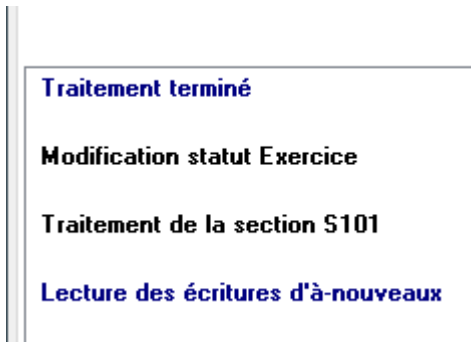 Traitement terminé
Modification statut Exercice
Traitement de la section S101
Lecture des écritures d'à-nouveaux